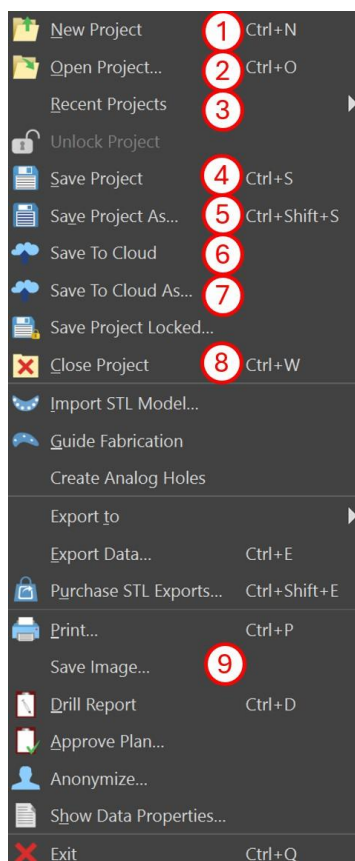 New Project 1 Ctrl+N
Open Project... 2 Ctrl+O
Recent Projects 3
Unlock Project
Save Project 4 Ctrl+S
Save Project As... 5 Ctrl+Shift+S
Save To Cloud 6
Save To Cloud As... 7
Save Project Locked...
Close Project 8 Ctrl+W
Import STL Model...
Guide Fabrication
Create Analog Holes
Export to
Export Data... Ctrl+E
Purchase STL Exports... Ctrl+Shift+E
Print... Ctrl+P
Save Image... 9
Drill Report Ctrl+D
Approve Plan...
Anonymize...
Show Data Properties...
Exit Ctrl+Q